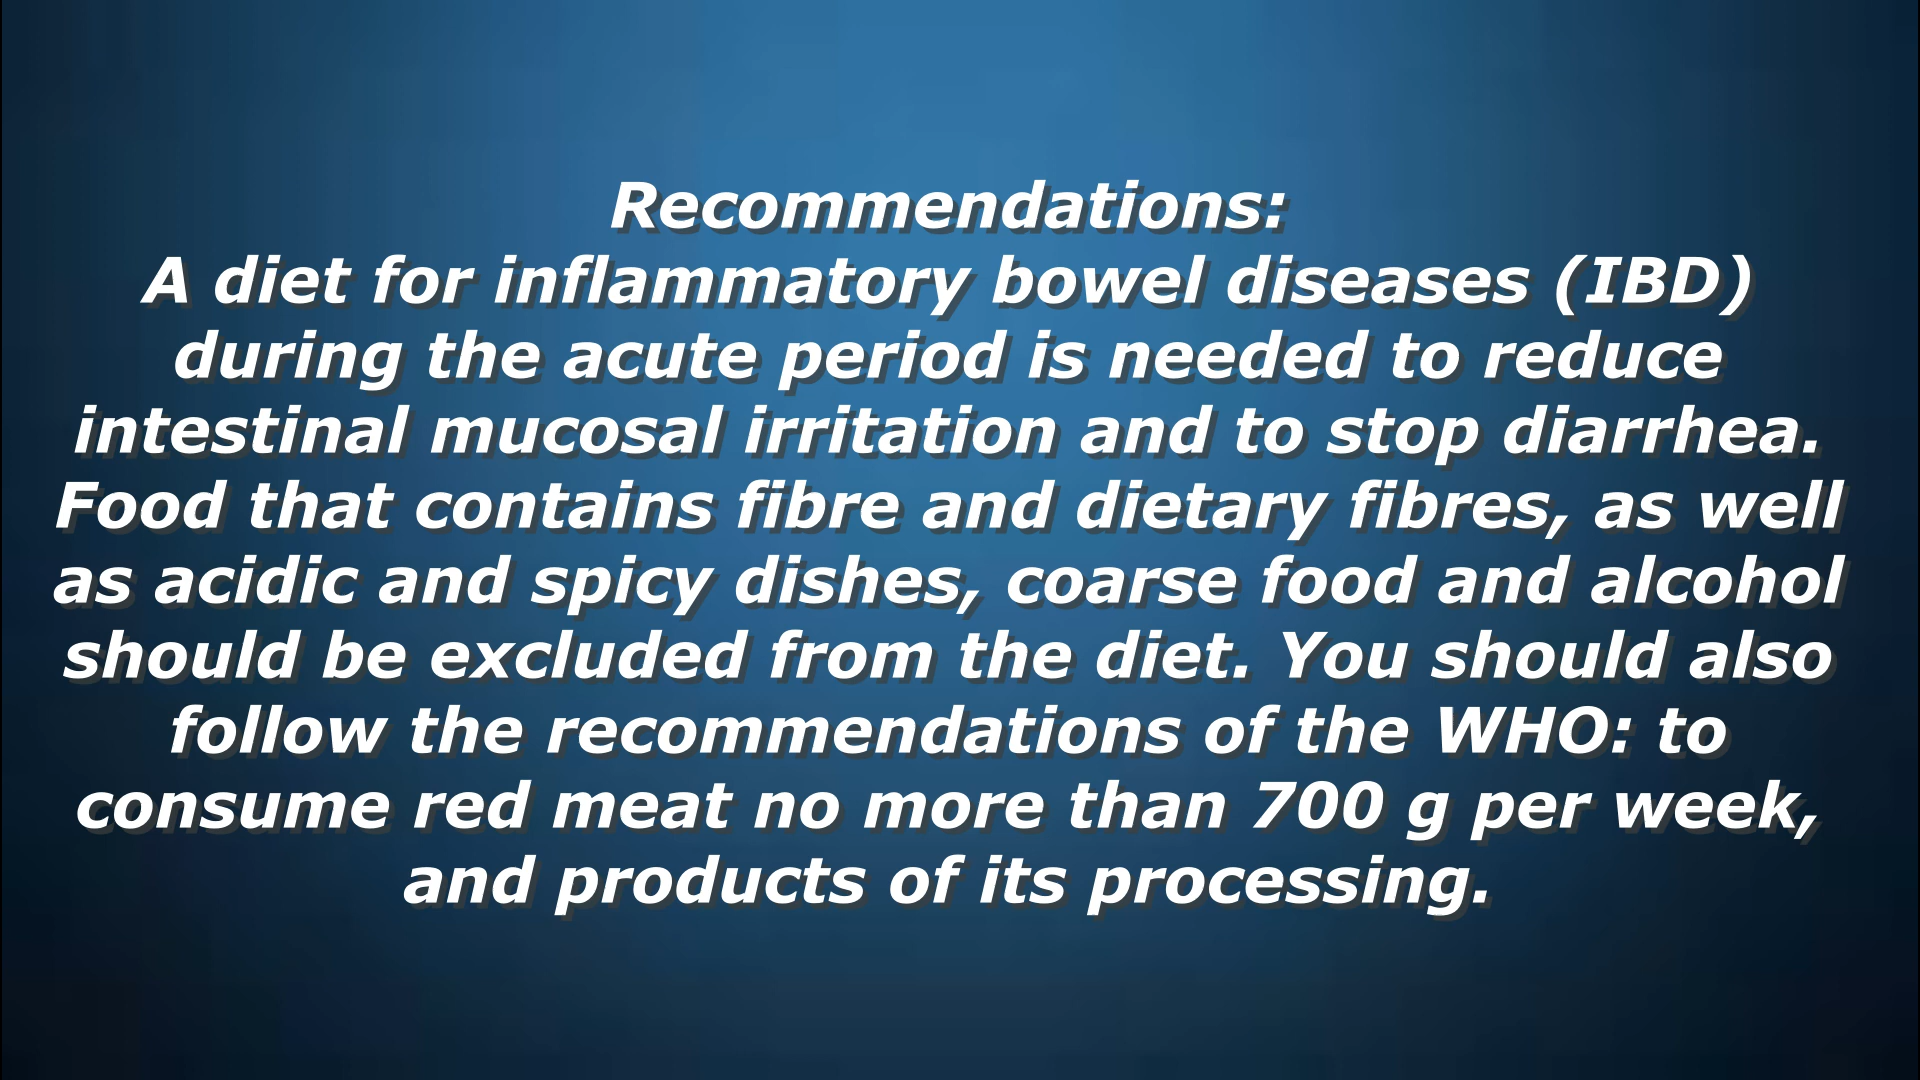 Recommendations:
A diet for inflammatory bowel diseases (IBD)
during the acute period is needed to reduce
intestinal mucosal irritation and to stop diarrhea.
Food that contains fibre and dietary fibres, as well
as acidic and spicy dishes, coarse food and alcohol
should be excluded from the diet. You should also
follow the recommendations of the WHO: to
consume red meat no more than 700 g per week,
and products of its processing.